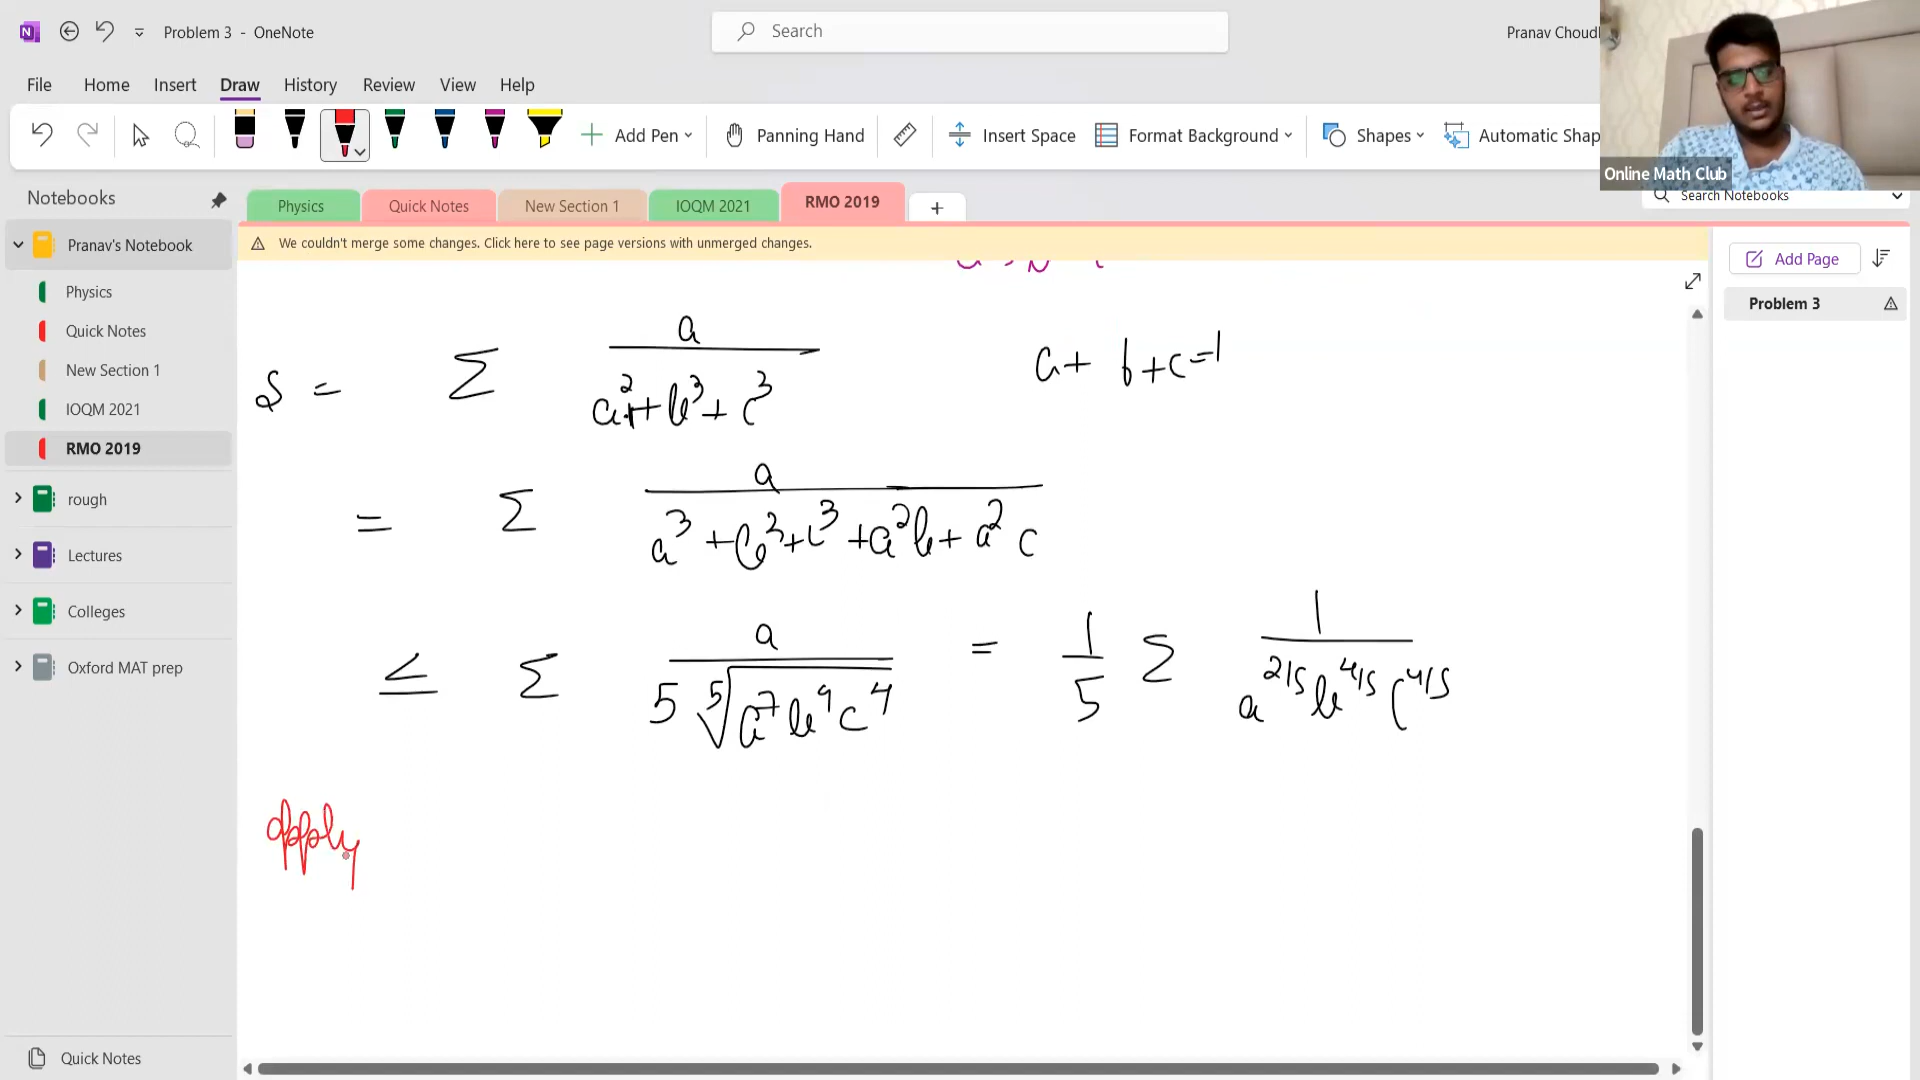 Problem 3 - OneNote
Search
Pranav Choudh
Online Math Club
File Home Insert Draw History Review View Help
Add Pen Panning Hand Insert Space Format Background Shapes Automatic Shap
Notebooks
Physics Quick Notes New Section 1 IOQM 2021 RMO 2019 +
Search Notebooks
We couldn't merge some changes. Click here to see page versions with unmerged changes.
Pranav's Notebook
Physics
Quick Notes
New Section 1
IOQM 2021
RMO 2019
rough
Lectures
Colleges
Oxford MAT prep
Quick Notes
Add Page
Problem 3
S = Σ a / (a² + b³ + c³) a + b + c = 1
= Σ a / (a³ + b³ + c³ + a²b + a²c)
≤ Σ a / (5 ⁵√(a⁷b⁴c⁴)) = 1/5 Σ 1 / (a^2/5 b^4/5 c^4/5)
apply